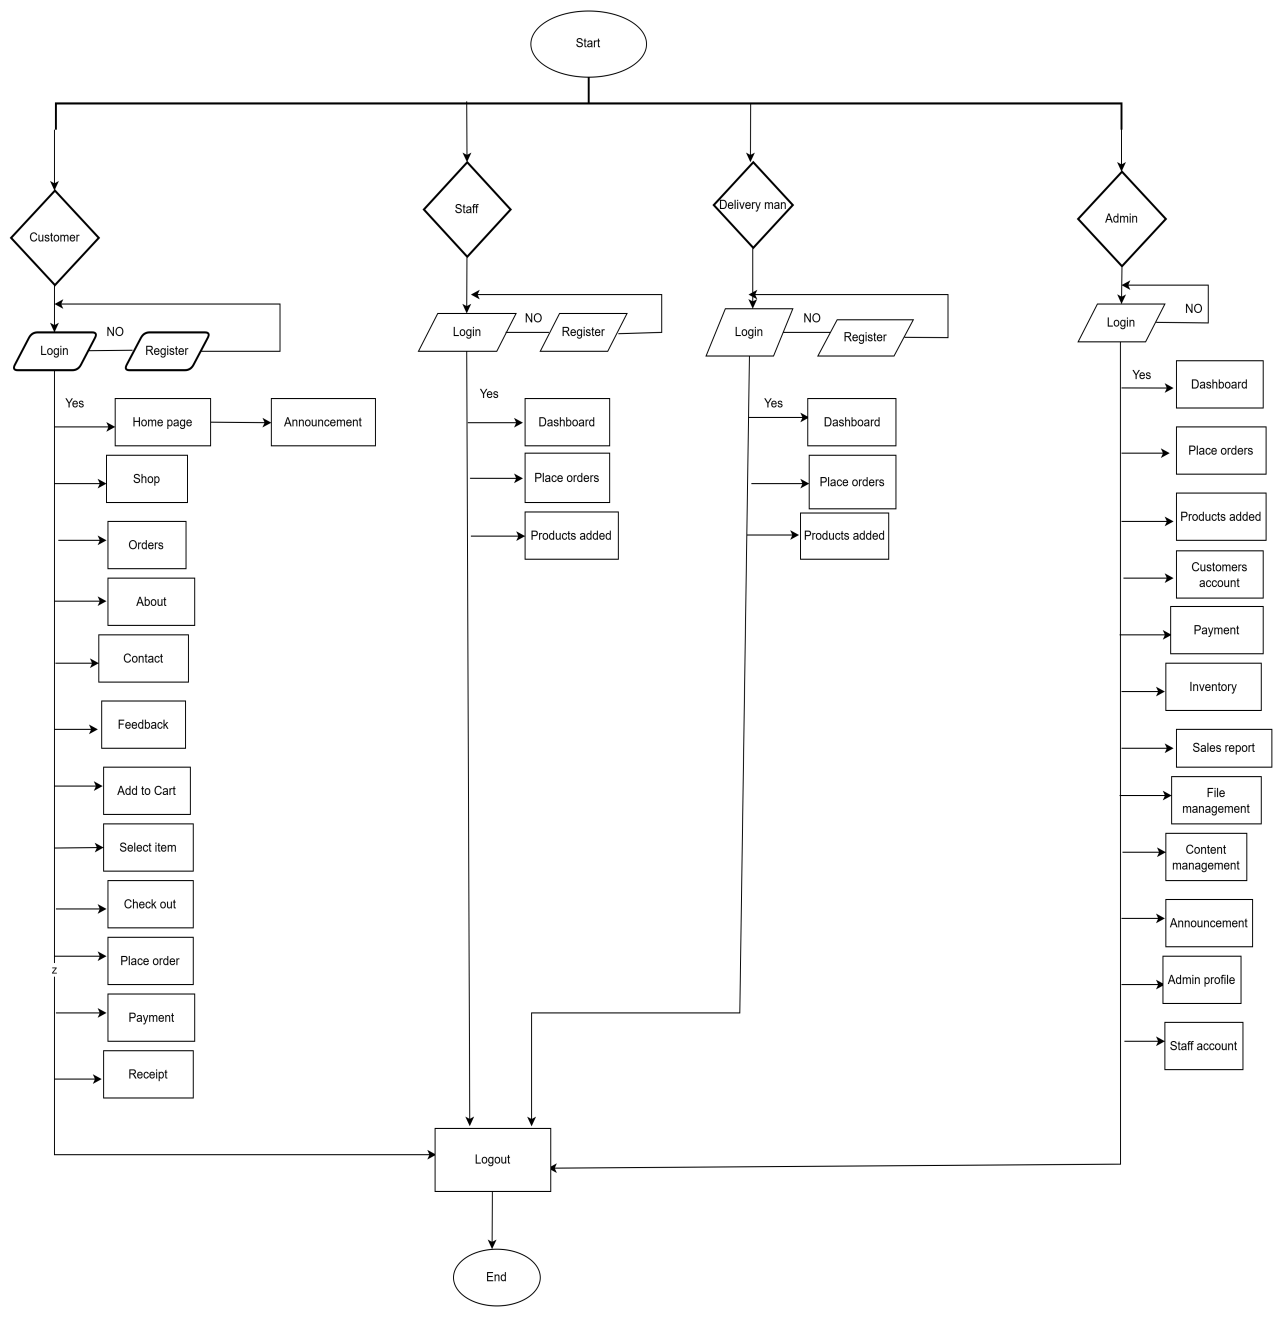 Start
Customer
Staff
Delivery man
Admin
Login
NO
Register
Login
NO
Register
Login
NO
Register
Login
NO
Yes
Home page
Announcement
Shop
Orders
About
Contact
Feedback
Add to Cart
Select item
Check out
Place order
z
Payment
Receipt
Yes
Dashboard
Place orders
Products added
Yes
Dashboard
Place orders
Products added
Yes
Dashboard
Place orders
Products added
Customers
account
Payment
Inventory
Sales report
File
management
Content
management
Announcement
Admin profile
Staff account
Logout
End